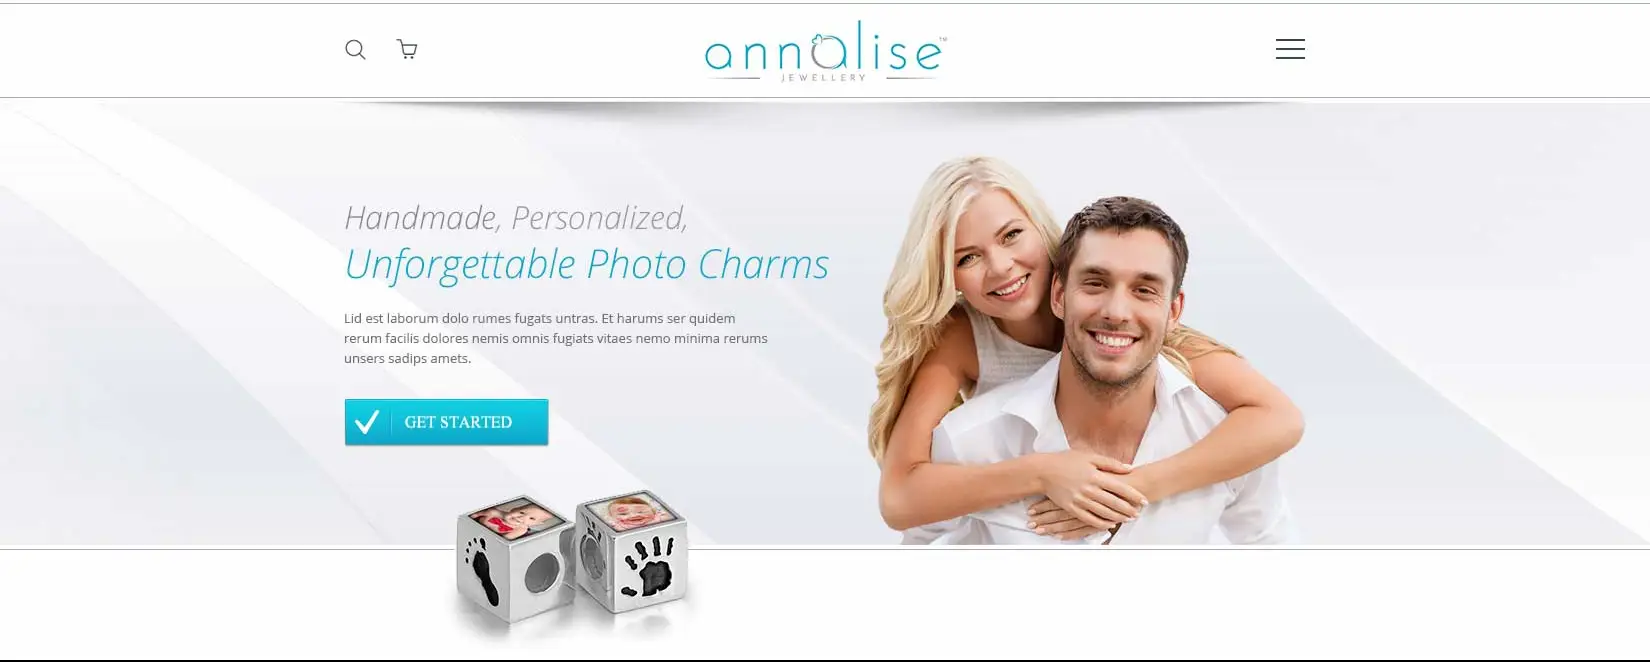 annalise™
JEWELLERY
Handmade, Personalized,
Unforgettable Photo Charms
Lid est laborum dolo rumes fugats untras. Et harums ser quidem
rerum facilis dolores nemis omnis fugiats vitaes nemo minima rerums
unsers sadips amets.
GET STARTED